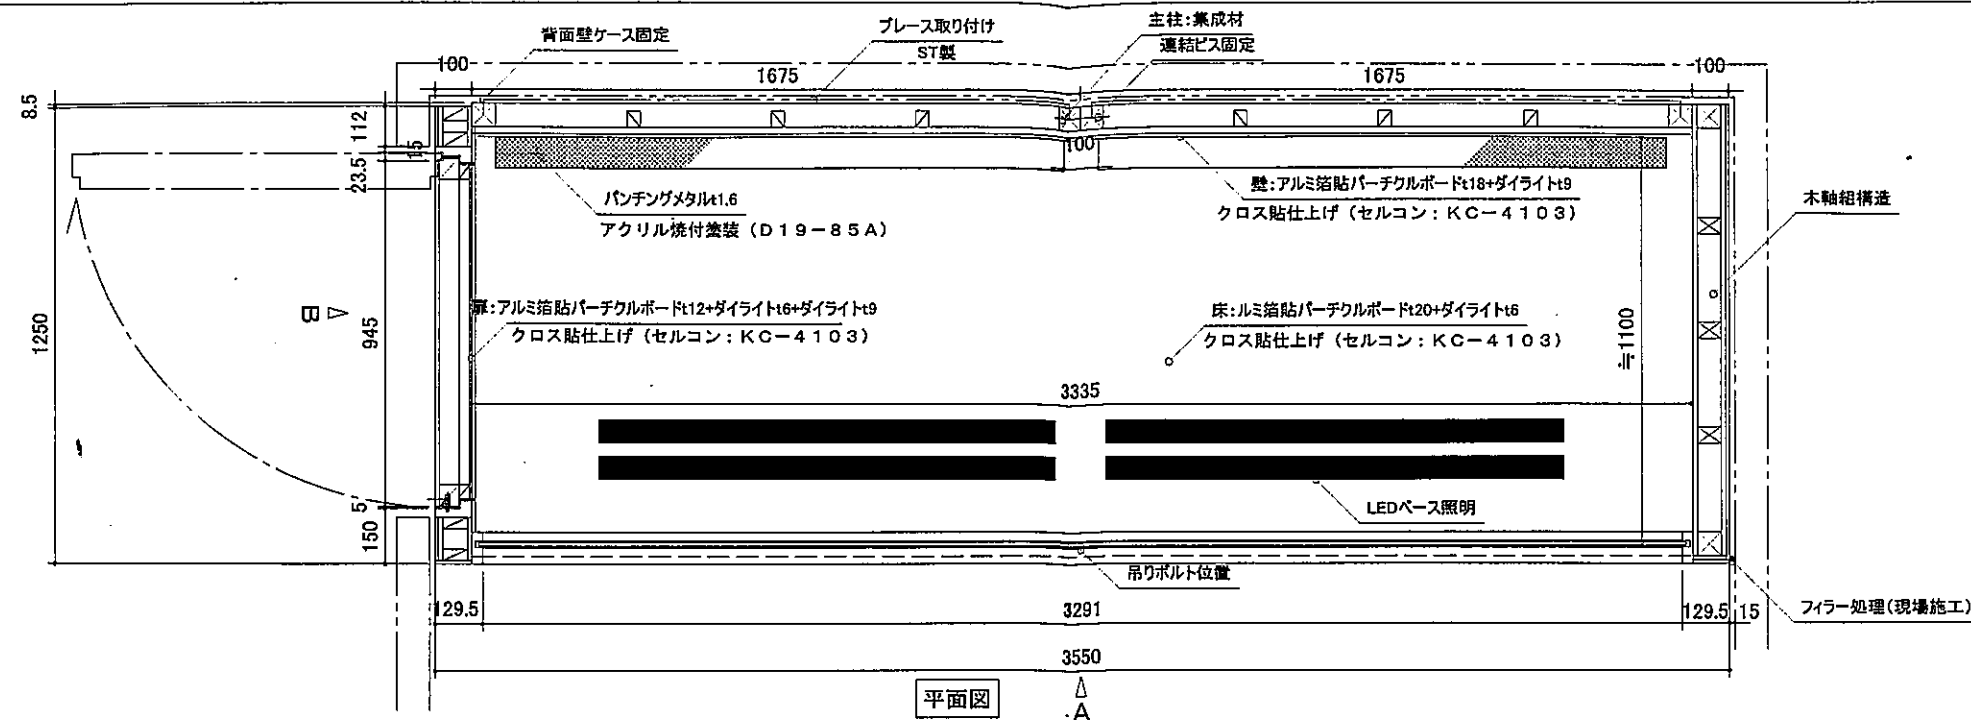 背面壁ケース固定
ブレース取り付け
ST製
主柱:集成材
連結ビス固定
100
1675
1675
100
8.5
112
15
23.5
100
パンチングメタルt1.6
アクリル焼付塗装（D19－85A）
壁:アルミ箔貼パーチクルボードt18+ダイライトt9
クロス貼仕上げ（セルコン：KC－4103）
木軸組構造
扉:アルミ箔貼パーチクルボードt12+ダイライトt6+ダイライトt9
クロス貼仕上げ（セルコン：KC－4103）
床:ルミ箔貼パーチクルボードt20+ダイライトt6
クロス貼仕上げ（セルコン：KC－4103）
B
1250
945
≒1100
3335
5
150
LEDベース照明
吊りボルト位置
129.5
3291
129.5
15
フィラー処理(現場施工)
3550
平面図
A